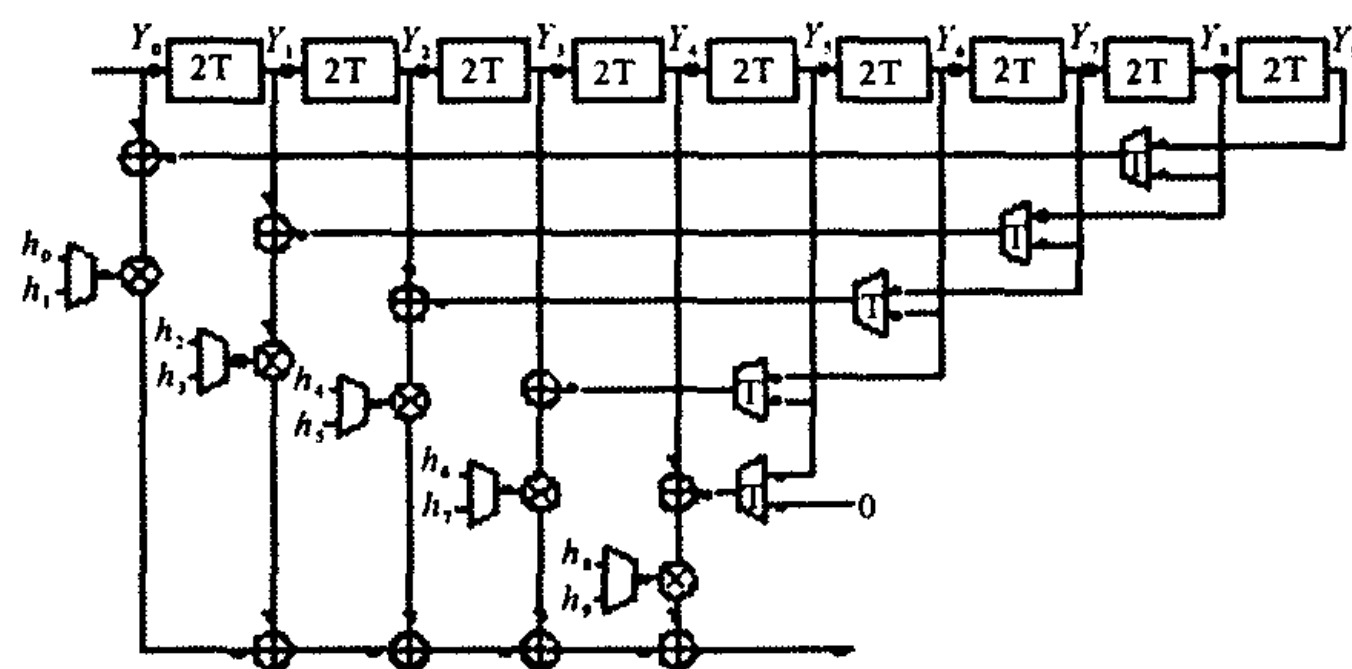 Y₀ Y₁ Y₂ Y₃ Y₄ Y₅ Y₆ Y₇ Y₈ Y₉
2T 2T 2T 2T 2T 2T 2T 2T 2T
T
T
h₀
h₁
T
h₂
h₃
h₄
h₅
T
h₆
h₇
T
0
h₈
h₉